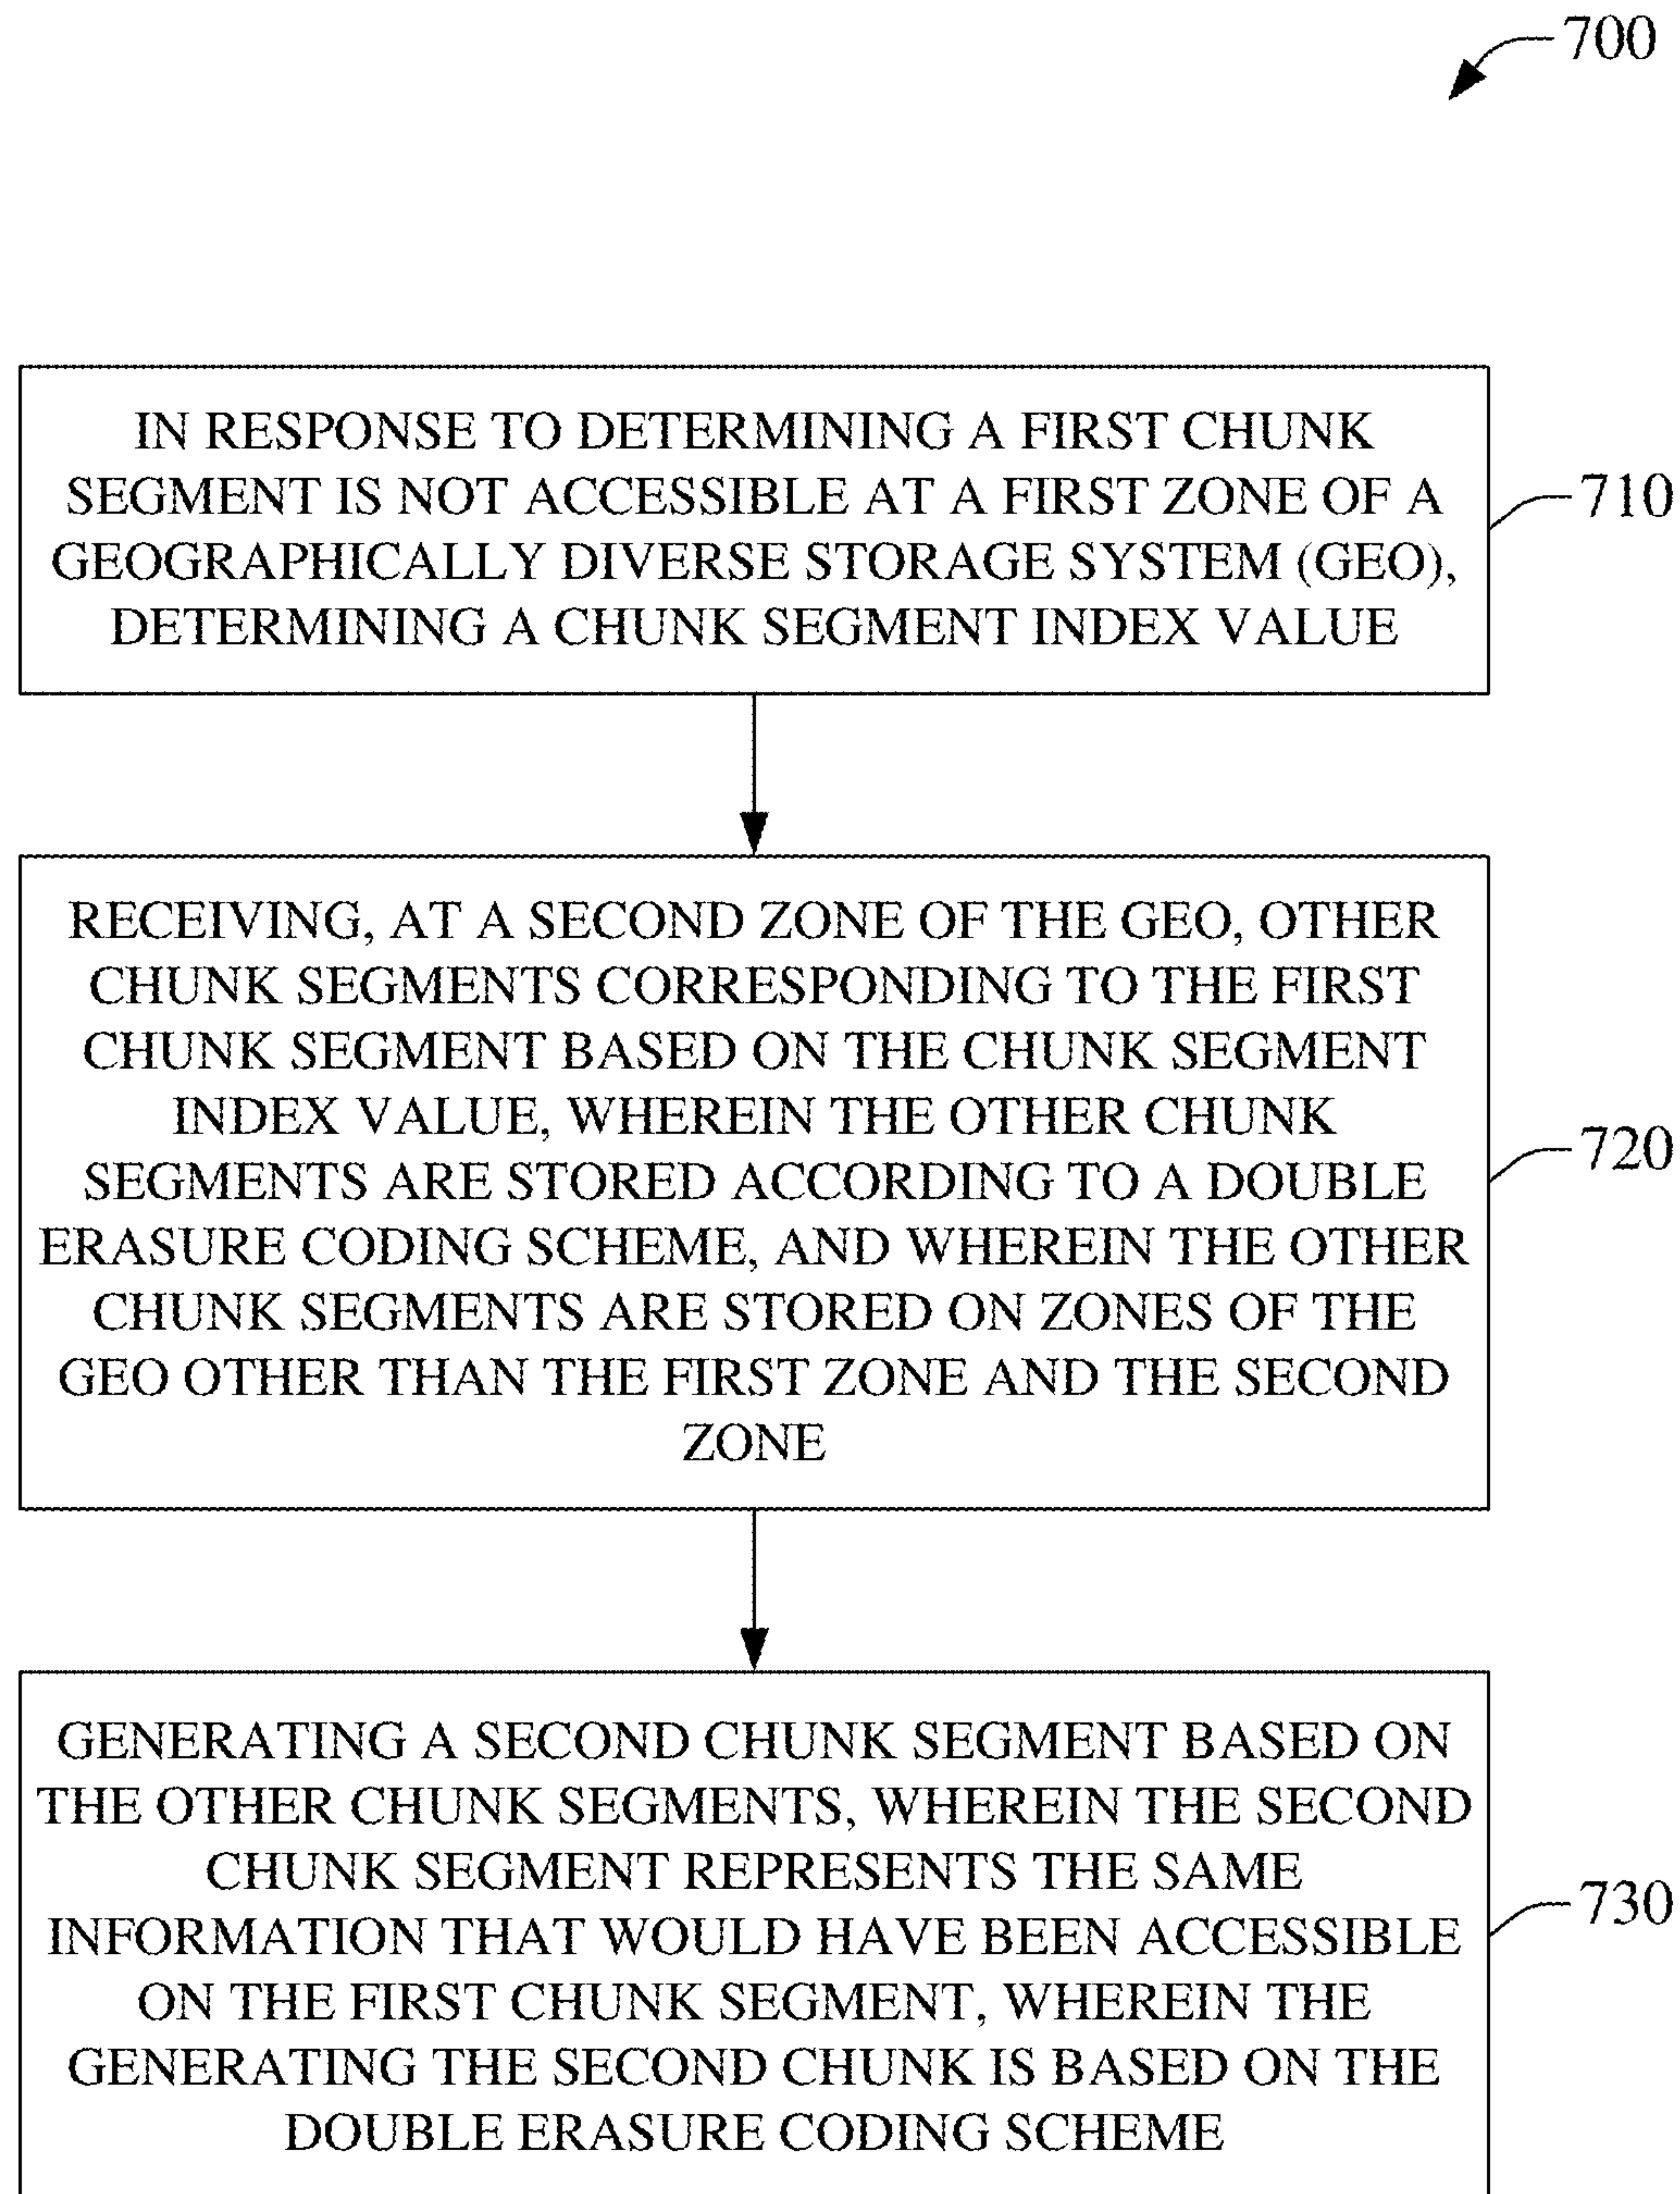 700
IN RESPONSE TO DETERMINING A FIRST CHUNK
SEGMENT IS NOT ACCESSIBLE AT A FIRST ZONE OF A
GEOGRAPHICALLY DIVERSE STORAGE SYSTEM (GEO),
DETERMINING A CHUNK SEGMENT INDEX VALUE
710
RECEIVING, AT A SECOND ZONE OF THE GEO, OTHER
CHUNK SEGMENTS CORRESPONDING TO THE FIRST
CHUNK SEGMENT BASED ON THE CHUNK SEGMENT
INDEX VALUE, WHEREIN THE OTHER CHUNK
SEGMENTS ARE STORED ACCORDING TO A DOUBLE
ERASURE CODING SCHEME, AND WHEREIN THE OTHER
CHUNK SEGMENTS ARE STORED ON ZONES OF THE
GEO OTHER THAN THE FIRST ZONE AND THE SECOND
ZONE
720
GENERATING A SECOND CHUNK SEGMENT BASED ON
THE OTHER CHUNK SEGMENTS, WHEREIN THE SECOND
CHUNK SEGMENT REPRESENTS THE SAME
INFORMATION THAT WOULD HAVE BEEN ACCESSIBLE
ON THE FIRST CHUNK SEGMENT, WHEREIN THE
GENERATING THE SECOND CHUNK IS BASED ON THE
DOUBLE ERASURE CODING SCHEME
730